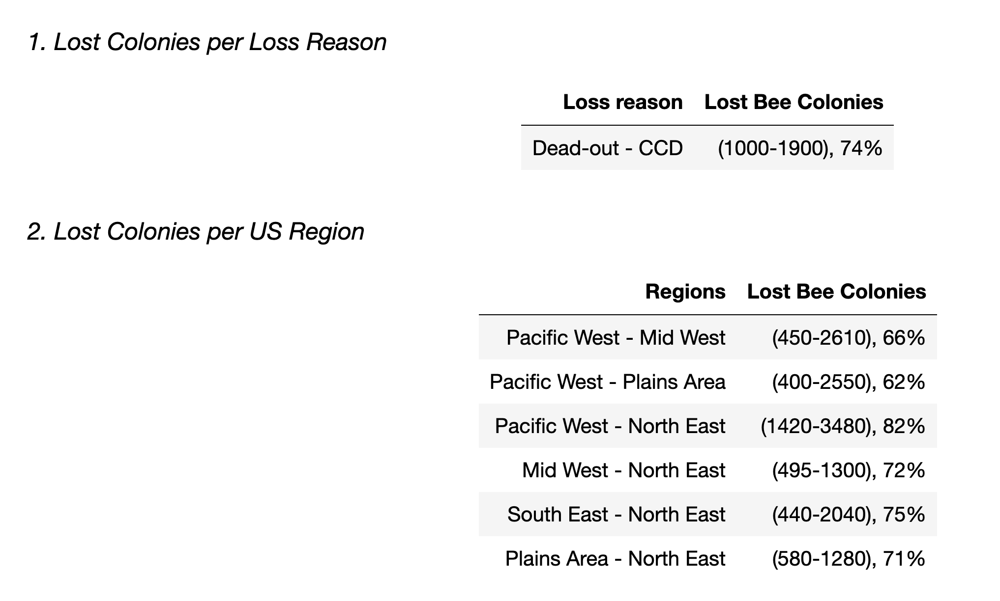 1. Lost Colonies per Loss Reason
Loss reason Lost Bee Colonies
Dead-out - CCD (1000-1900), 74%
2. Lost Colonies per US Region
Regions Lost Bee Colonies
Pacific West - Mid West (450-2610), 66%
Pacific West - Plains Area (400-2550), 62%
Pacific West - North East (1420-3480), 82%
Mid West - North East (495-1300), 72%
South East - North East (440-2040), 75%
Plains Area - North East (580-1280), 71%